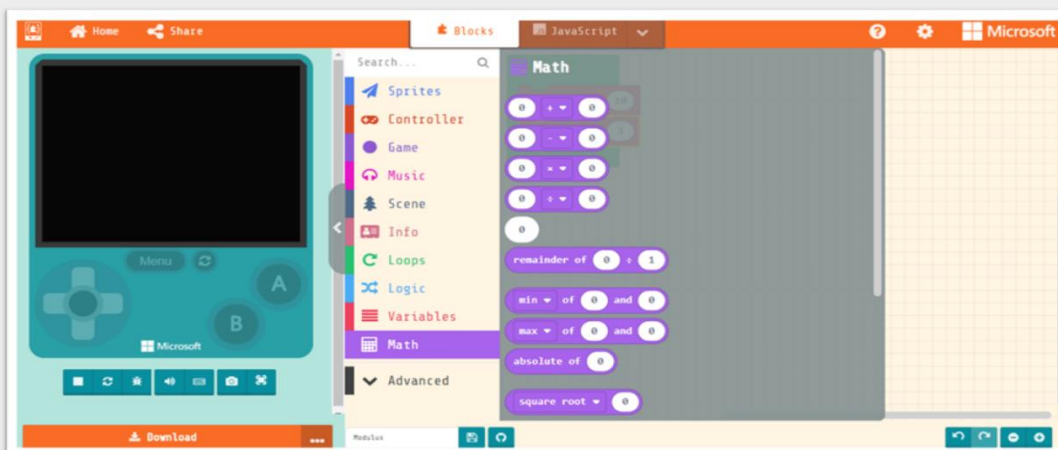 Home
Share
Blocks
JavaScript
?
Microsoft
Menu
A
B
Microsoft
Download
...
Search...
Sprites
Controller
Game
Music
Scene
Info
Loops
Logic
Variables
Math
Advanced
Math
0 + 0
0 - 0
0 × 0
0 ÷ 0
0
remainder of 0 ÷ 1
min of 0 and 0
max of 0 and 0
absolute of 0
square root 0
Modulus